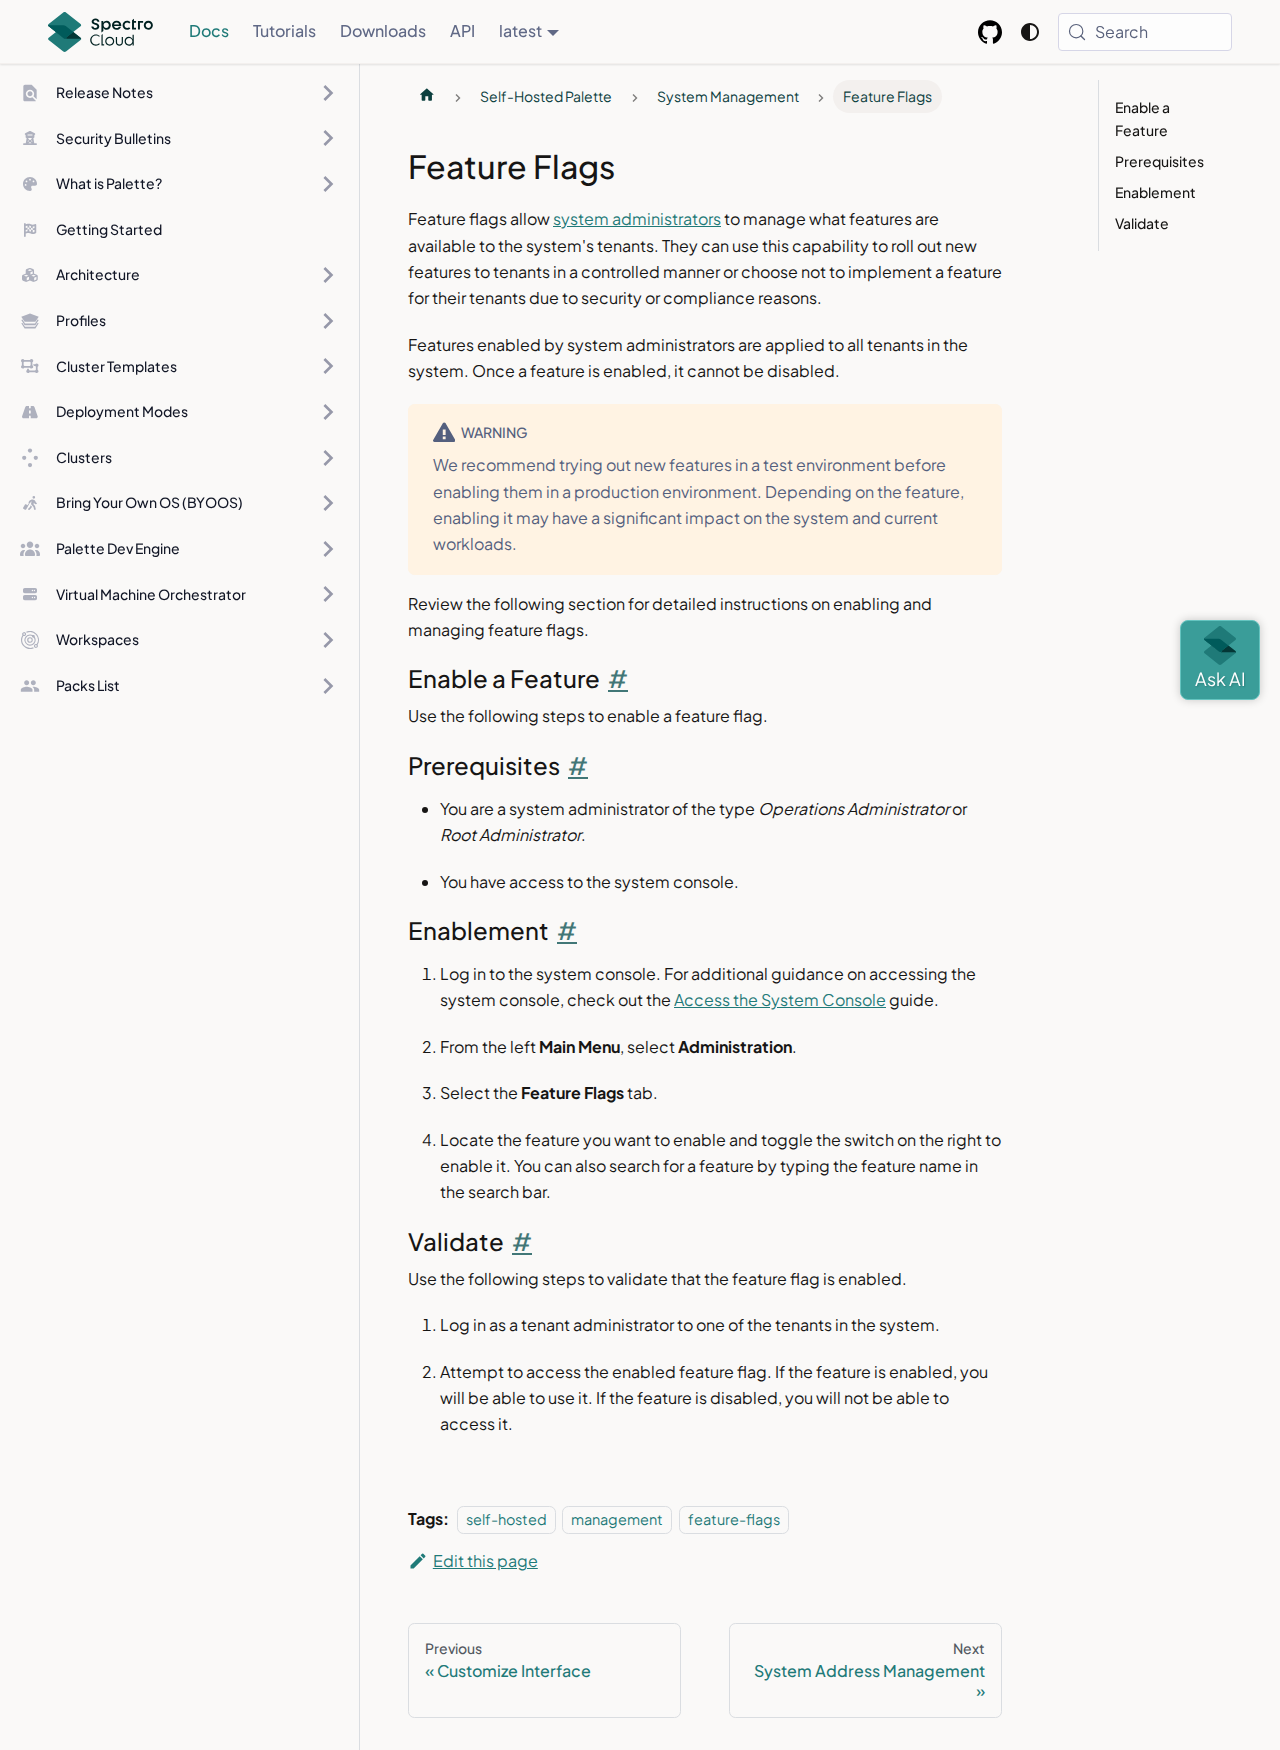 Spectro Cloud
Docs
Tutorials
Downloads
API
latest
Search
Release Notes
Security Bulletins
What is Palette?
Getting Started
Architecture
Profiles
Cluster Templates
Deployment Modes
Clusters
Bring Your Own OS (BYOOS)
Palette Dev Engine
Virtual Machine Orchestrator
Workspaces
Packs List
Self-Hosted Palette
System Management
Feature Flags
Feature Flags
Feature flags allow system administrators to manage what features are
available to the system's tenants. They can use this capability to roll out new
features to tenants in a controlled manner or choose not to implement a feature
for their tenants due to security or compliance reasons.
Features enabled by system administrators are applied to all tenants in the
system. Once a feature is enabled, it cannot be disabled.
WARNING
We recommend trying out new features in a test environment before
enabling them in a production environment. Depending on the feature,
enabling it may have a significant impact on the system and current
workloads.
Review the following section for detailed instructions on enabling and
managing feature flags.
Enable a Feature #
Use the following steps to enable a feature flag.
Prerequisites #
You are a system administrator of the type Operations Administrator or
Root Administrator.
You have access to the system console.
Enablement #
1. Log in to the system console. For additional guidance on accessing the
system console, check out the Access the System Console guide.
2. From the left Main Menu, select Administration.
3. Select the Feature Flags tab.
4. Locate the feature you want to enable and toggle the switch on the right to
enable it. You can also search for a feature by typing the feature name in
the search bar.
Validate #
Use the following steps to validate that the feature flag is enabled.
1. Log in as a tenant administrator to one of the tenants in the system.
2. Attempt to access the enabled feature flag. If the feature is enabled, you
will be able to use it. If the feature is disabled, you will not be able to
access it.
Tags: self-hosted management feature-flags
Edit this page
Previous
« Customize Interface
Next
System Address Management
»
Enable a
Feature
Prerequisites
Enablement
Validate
Ask AI